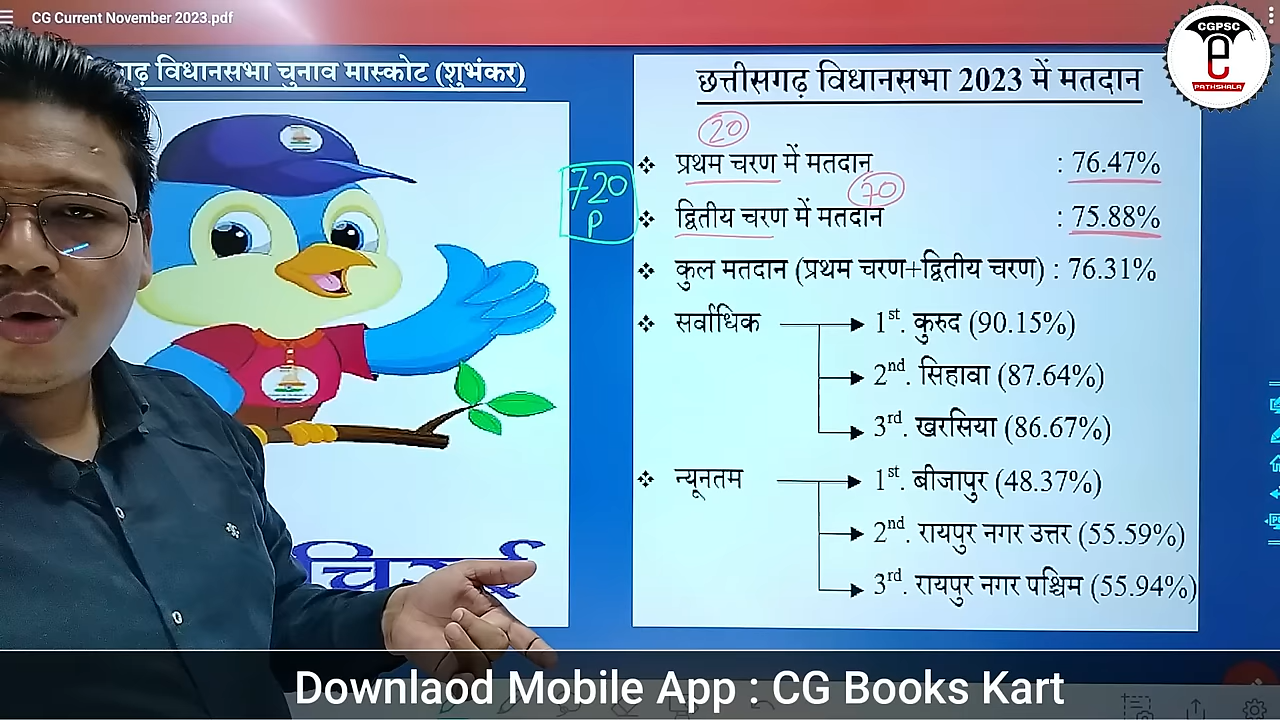 CG Current November 2023.pdf
CGPSC
e
PATHSHALA
विधानसभा चुनाव मास्कोट (शुभंकर)
छत्तीसगढ़ विधानसभा 2023 में मतदान
20
❖ प्रथम चरण में मतदान : 76.47%
720
P
70
❖ द्वितीय चरण में मतदान : 75.88%
❖ कुल मतदान (प्रथम चरण+द्वितीय चरण) : 76.31%
❖ सर्वाधिक 1st. कुरुद (90.15%)
2nd. सिहावा (87.64%)
3rd. खरसिया (86.67%)
❖ न्यूनतम 1st. बीजापुर (48.37%)
2nd. रायपुर नगर उत्तर (55.59%)
3rd. रायपुर नगर पश्चिम (55.94%)
Downlaod Mobile App : CG Books Kart